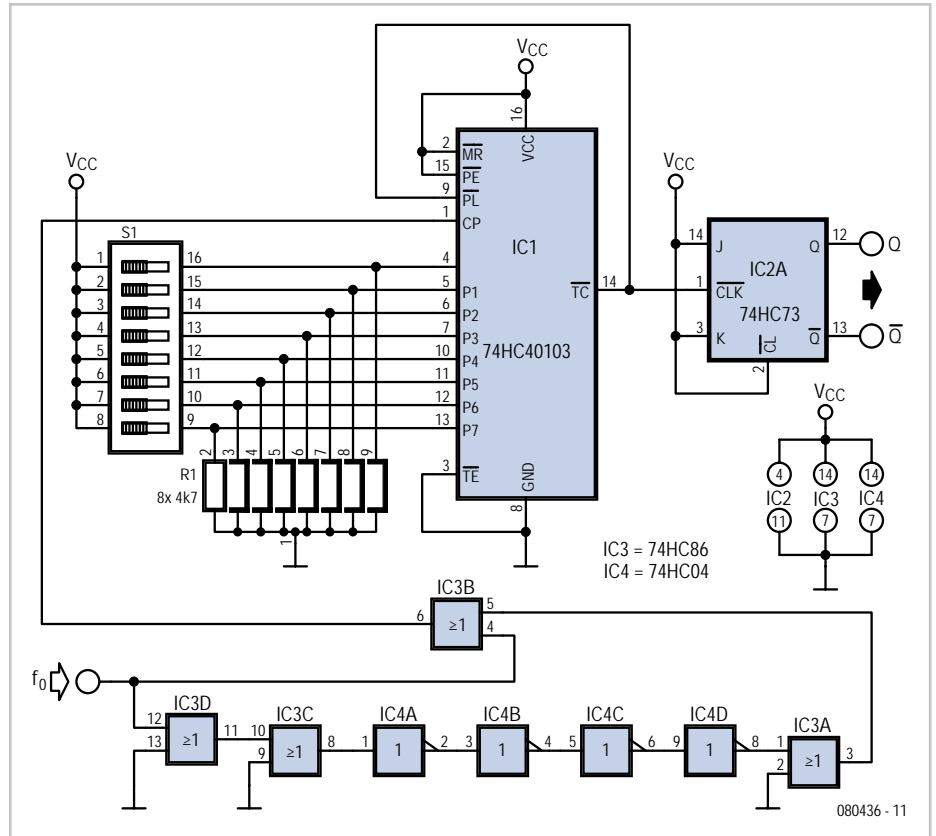 VCC
VCC
VCC
VCC
S1
1 16
2 15
3 14
4 13
5 12
6 11
7 10
8 9
R1
8x 4k7
2 3 4 5 6 7 8 9
1
16
VCC
2 MR
15 PE
9 PL
1 CP
IC1
4
5 P1
6 P2
7 P3
74HC40103
10 P4
11 P5
12 P6
13 P7
3 TE
GND
8
TC 14
14 J Q 12
IC2A
1 CLK
74HC73
3 K Q 13
CL
2
Q
Q
4 14 14
IC2 IC3 IC4
11 7 7
IC3 = 74HC86
IC4 = 74HC04
IC3B
6 ≥1 5
4
f0
IC3D
12
13
≥1 11
IC3C
10
9
≥1 8
IC4A
1 1 2
IC4B
3 1 4
IC4C
5 1 6
IC4D
9 1 8
IC3A
1
2
≥1 3
080436 - 11